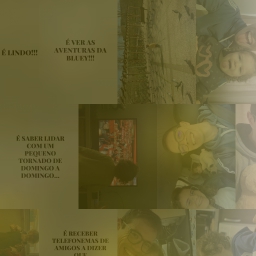 É LINDO!!!
É VER AS
AVENTURAS DA
BLUEY!!!
É SABER LIDAR
COM UM
PEQUENO
TORNADO DE
DOMINGO A
DOMINGO...
É RECEBER
TELEFONEMAS DE
AMIGOS A DIZER
QUE